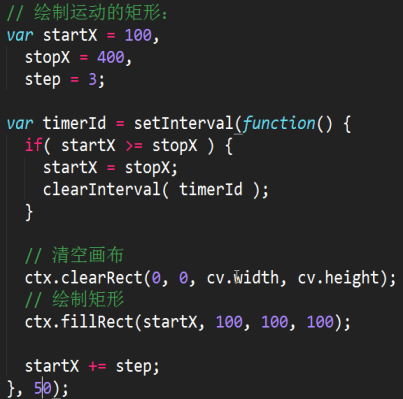 // 绘制运动的矩形:
var startX = 100,
  stopX = 400,
  step = 3;

var timerId = setInterval(function() {
  if( startX >= stopX ) {
    startX = stopX;
    clearInterval( timerId );
  }

  // 清空画布
  ctx.clearRect(0, 0, cv.width, cv.height);
  // 绘制矩形
  ctx.fillRect(startX, 100, 100, 100);

  startX += step;
}, 50);